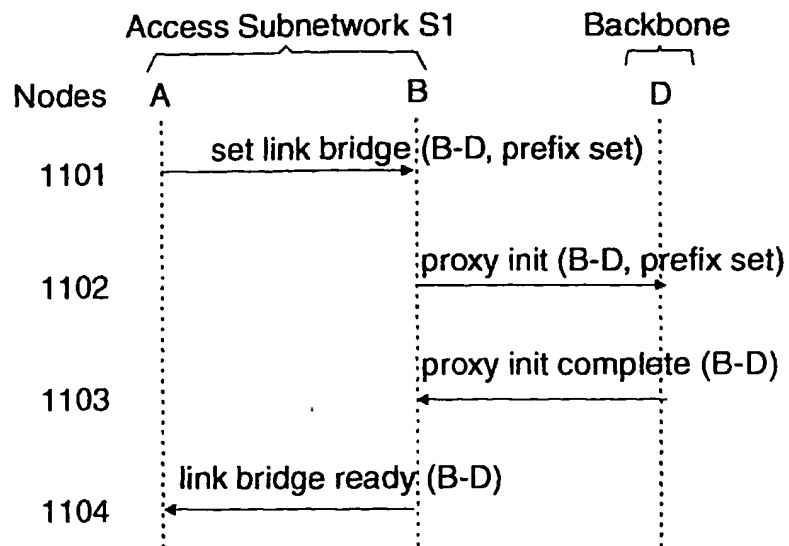 Access Subnetwork S1 Backbone
Nodes A B D
set link bridge (B-D, prefix set)
1101
proxy init (B-D, prefix set)
1102
proxy init complete (B-D)
1103
link bridge ready (B-D)
1104